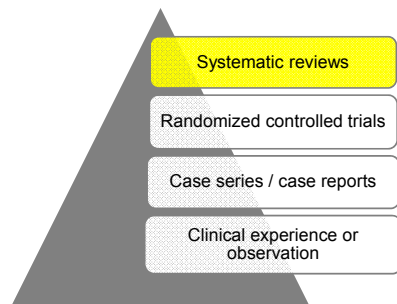 Systematic reviews
Randomized controlled trials
Case series / case reports
Clinical experience or
observation